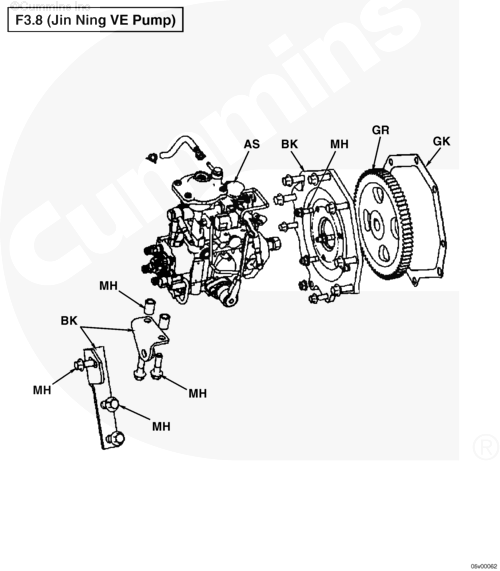 ©Cummins Inc
F3.8 (Jin Ning VE Pump)
Cummins
AS
BK
MH
GR
GK
MH
BK
MH
MH
MH
®
05v00062